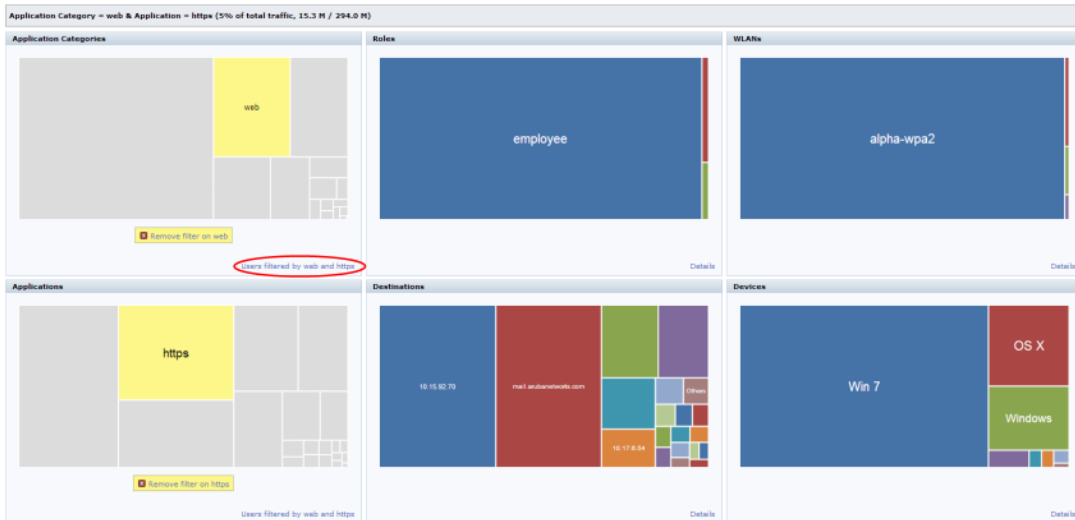 Application Category = web & Application = https (5% of total traffic, 15.3 M / 294.0 M)
Application Categories
web
Remove filter on web
Users filtered by web and https
Roles
employee
Details
WLANs
alpha-wpa2
Details
Applications
https
Remove filter on https
Users filtered by web and https
Destinations
10.15.92.70
mail.arubanetworks.com
Others
10.17.6.54
Details
Devices
Win 7
OS X
Windows
Details